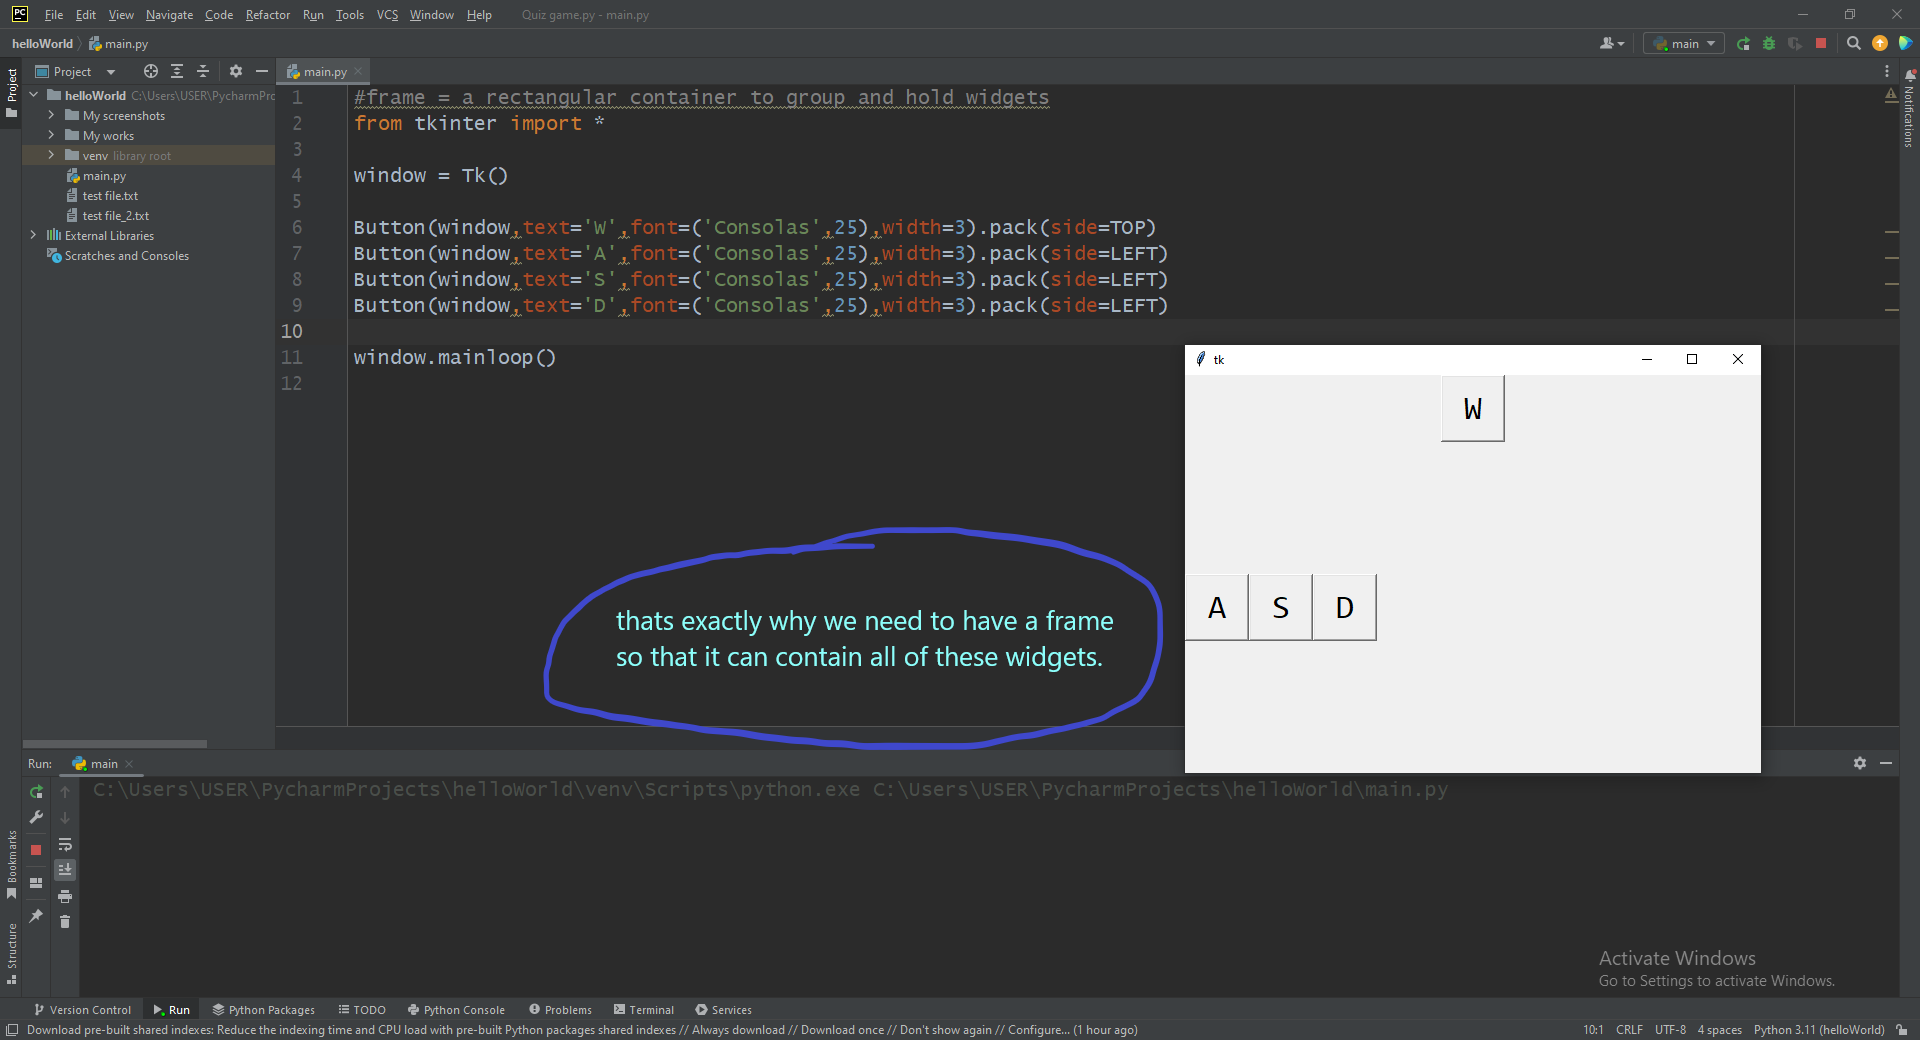 PC File Edit View Navigate Code Refactor Run Tools VCS Window Help Quiz game.py - main.py
helloWorld main.py main
Project main.py
helloWorld C:\Users\USER\PycharmPro
My screenshots
My works
venv library root
main.py
test file.txt
test file_2.txt
External Libraries
Scratches and Consoles
Project
Notifications
1 #frame = a rectangular container to group and hold widgets
2 from tkinter import *
3
4 window = Tk()
5
6 Button(window,text='W',font=('Consolas',25),width=3).pack(side=TOP)
7 Button(window,text='A',font=('Consolas',25),width=3).pack(side=LEFT)
8 Button(window,text='S',font=('Consolas',25),width=3).pack(side=LEFT)
9 Button(window,text='D',font=('Consolas',25),width=3).pack(side=LEFT)
10
11 window.mainloop()
12
tk
W
A S D
thats exactly why we need to have a frame
so that it can contain all of these widgets.
Run: main
C:\Users\USER\PycharmProjects\helloWorld\venv\Scripts\python.exe C:\Users\USER\PycharmProjects\helloWorld\main.py
Bookmarks
Structure
Activate Windows
Go to Settings to activate Windows.
Version Control Run Python Packages TODO Python Console Problems Terminal Services
Download pre-built shared indexes: Reduce the indexing time and CPU load with pre-built Python packages shared indexes // Always download // Download once // Don't show again // Configure... (1 hour ago) 10:1 CRLF UTF-8 4 spaces Python 3.11 (helloWorld)